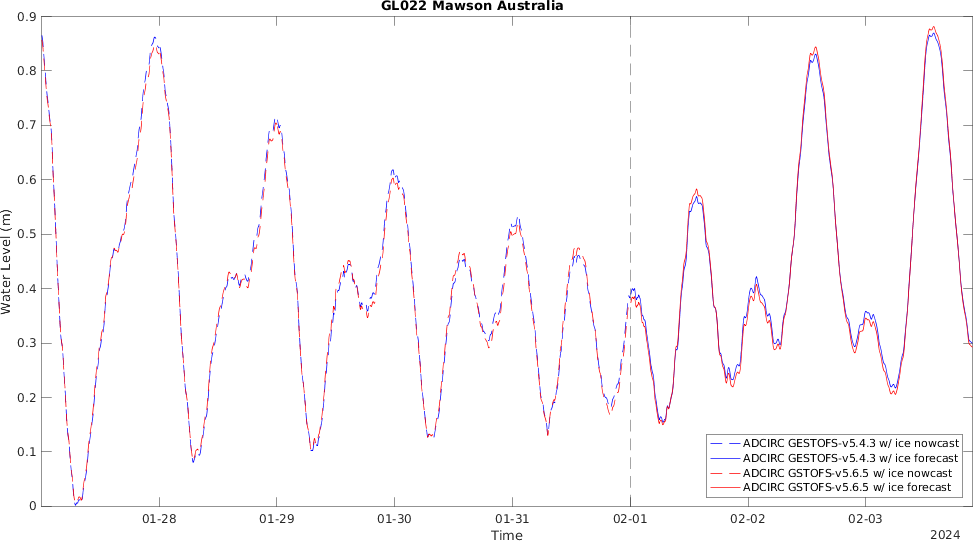 GL022 Mawson Australia
0.9
0.8
0.7
0.6
0.5
0.4
0.3
0.2
0.1
0
Water Level (m)
01-28 01-29 01-30 01-31 02-01 02-02 02-03
Time
2024
ADCIRC GESTOFS-v5.4.3 w/ ice nowcast
ADCIRC GESTOFS-v5.4.3 w/ ice forecast
ADCIRC GSTOFS-v5.6.5 w/ ice nowcast
ADCIRC GSTOFS-v5.6.5 w/ ice forecast